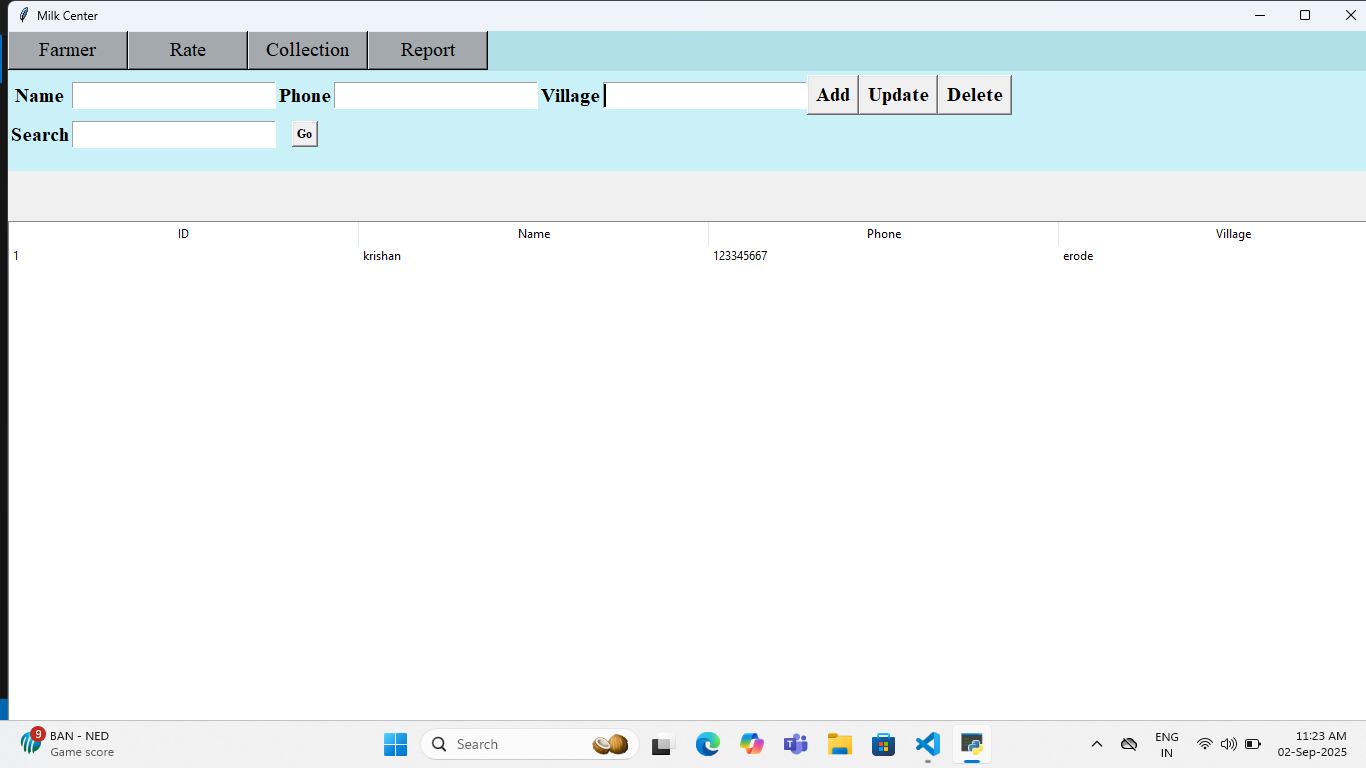 Milk Center
Farmer Rate Collection Report
Name Phone Village Add Update Delete
Search Go
ID Name Phone Village
1 krishan 123345667 erode
9 BAN - NED
Game score
Search
ENG
IN
11:23 AM
02-Sep-2025